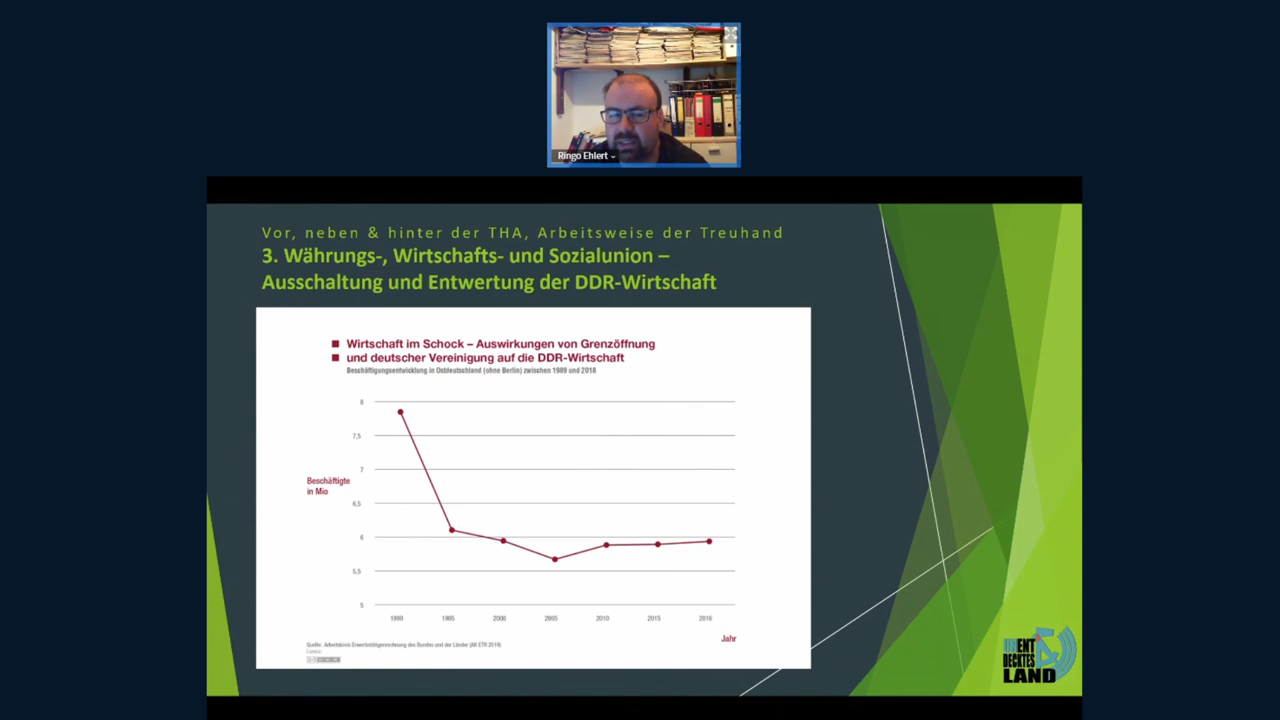 Ringo Ehlert
Vor, neben & hinter der THA, Arbeitsweise der Treuhand
3. Währungs-, Wirtschafts- und Sozialunion –
Ausschaltung und Entwertung der DDR-Wirtschaft
Wirtschaft im Schock – Auswirkungen von Grenzöffnung
und deutscher Vereinigung auf die DDR-Wirtschaft
Beschäftigungsentwicklung in Ostdeutschland (ohne Berlin) zwischen 1989 und 2018
8
7,5
7
Beschäftigte
in Mio
6,5
6
5,5
5
1995
2000
2005
2010
2015
Jahr
Quelle: Arbeitskreis Erwerbstätigenrechnung des Bundes und der Länder (AK ETR 2019)
UNENT
DECKTES
LAND